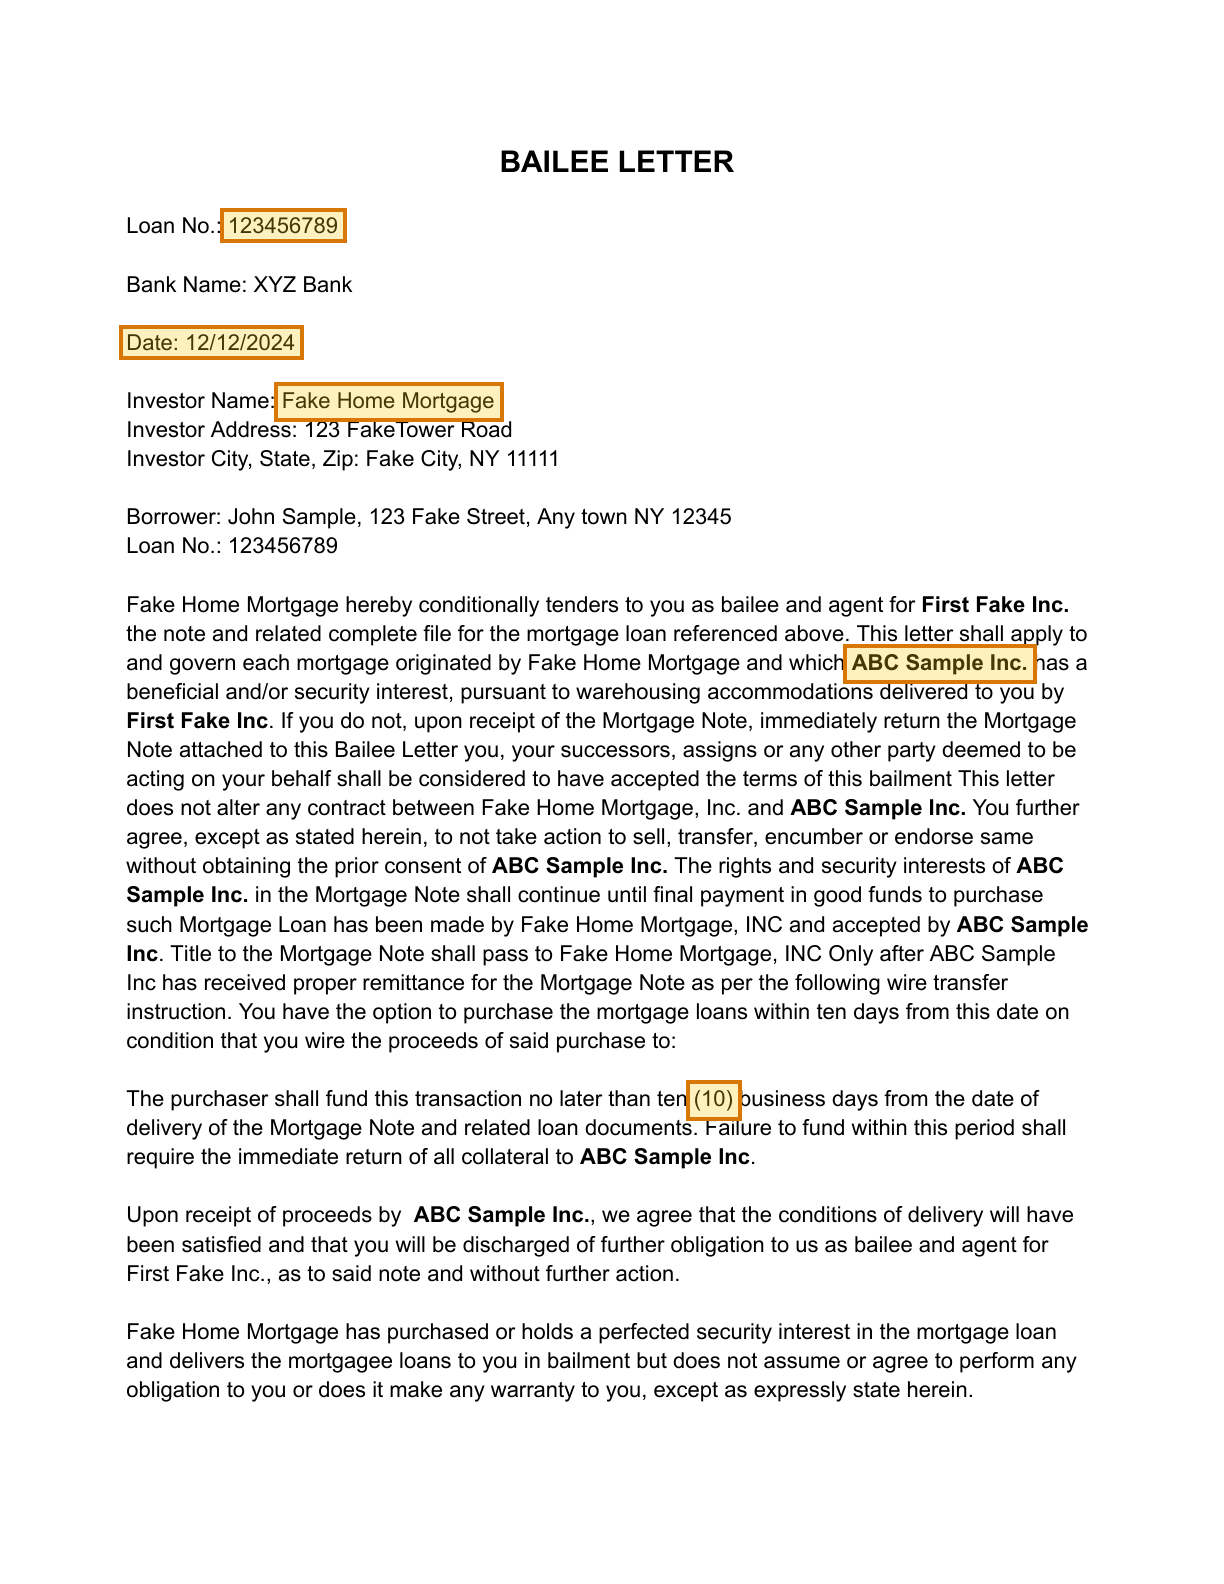 BAILEE LETTER
Loan No.: 123456789
Bank Name: XYZ Bank
Date: 12/12/2024
Investor Name: Fake Home Mortgage
Investor Address: 123 FakeTower Road
Investor City, State, Zip: Fake City, NY 11111
Borrower: John Sample, 123 Fake Street, Any town NY 12345
Loan No.: 123456789
Fake Home Mortgage hereby conditionally tenders to you as bailee and agent for First Fake Inc.
the note and related complete file for the mortgage loan referenced above. This letter shall apply to
and govern each mortgage originated by Fake Home Mortgage and which ABC Sample Inc. has a
beneficial and/or security interest, pursuant to warehousing accommodations delivered to you by
First Fake Inc. If you do not, upon receipt of the Mortgage Note, immediately return the Mortgage
Note attached to this Bailee Letter you, your successors, assigns or any other party deemed to be
acting on your behalf shall be considered to have accepted the terms of this bailment This letter
does not alter any contract between Fake Home Mortgage, Inc. and ABC Sample Inc. You further
agree, except as stated herein, to not take action to sell, transfer, encumber or endorse same
without obtaining the prior consent of ABC Sample Inc. The rights and security interests of ABC
Sample Inc. in the Mortgage Note shall continue until final payment in good funds to purchase
such Mortgage Loan has been made by Fake Home Mortgage, INC and accepted by ABC Sample
Inc. Title to the Mortgage Note shall pass to Fake Home Mortgage, INC Only after ABC Sample
Inc has received proper remittance for the Mortgage Note as per the following wire transfer
instruction. You have the option to purchase the mortgage loans within ten days from this date on
condition that you wire the proceeds of said purchase to:
The purchaser shall fund this transaction no later than ten (10) business days from the date of
delivery of the Mortgage Note and related loan documents. Failure to fund within this period shall
require the immediate return of all collateral to ABC Sample Inc.
Upon receipt of proceeds by  ABC Sample Inc., we agree that the conditions of delivery will have
been satisfied and that you will be discharged of further obligation to us as bailee and agent for
First Fake Inc., as to said note and without further action.
Fake Home Mortgage has purchased or holds a perfected security interest in the mortgage loan
and delivers the mortgagee loans to you in bailment but does not assume or agree to perform any
obligation to you or does it make any warranty to you, except as expressly state herein.